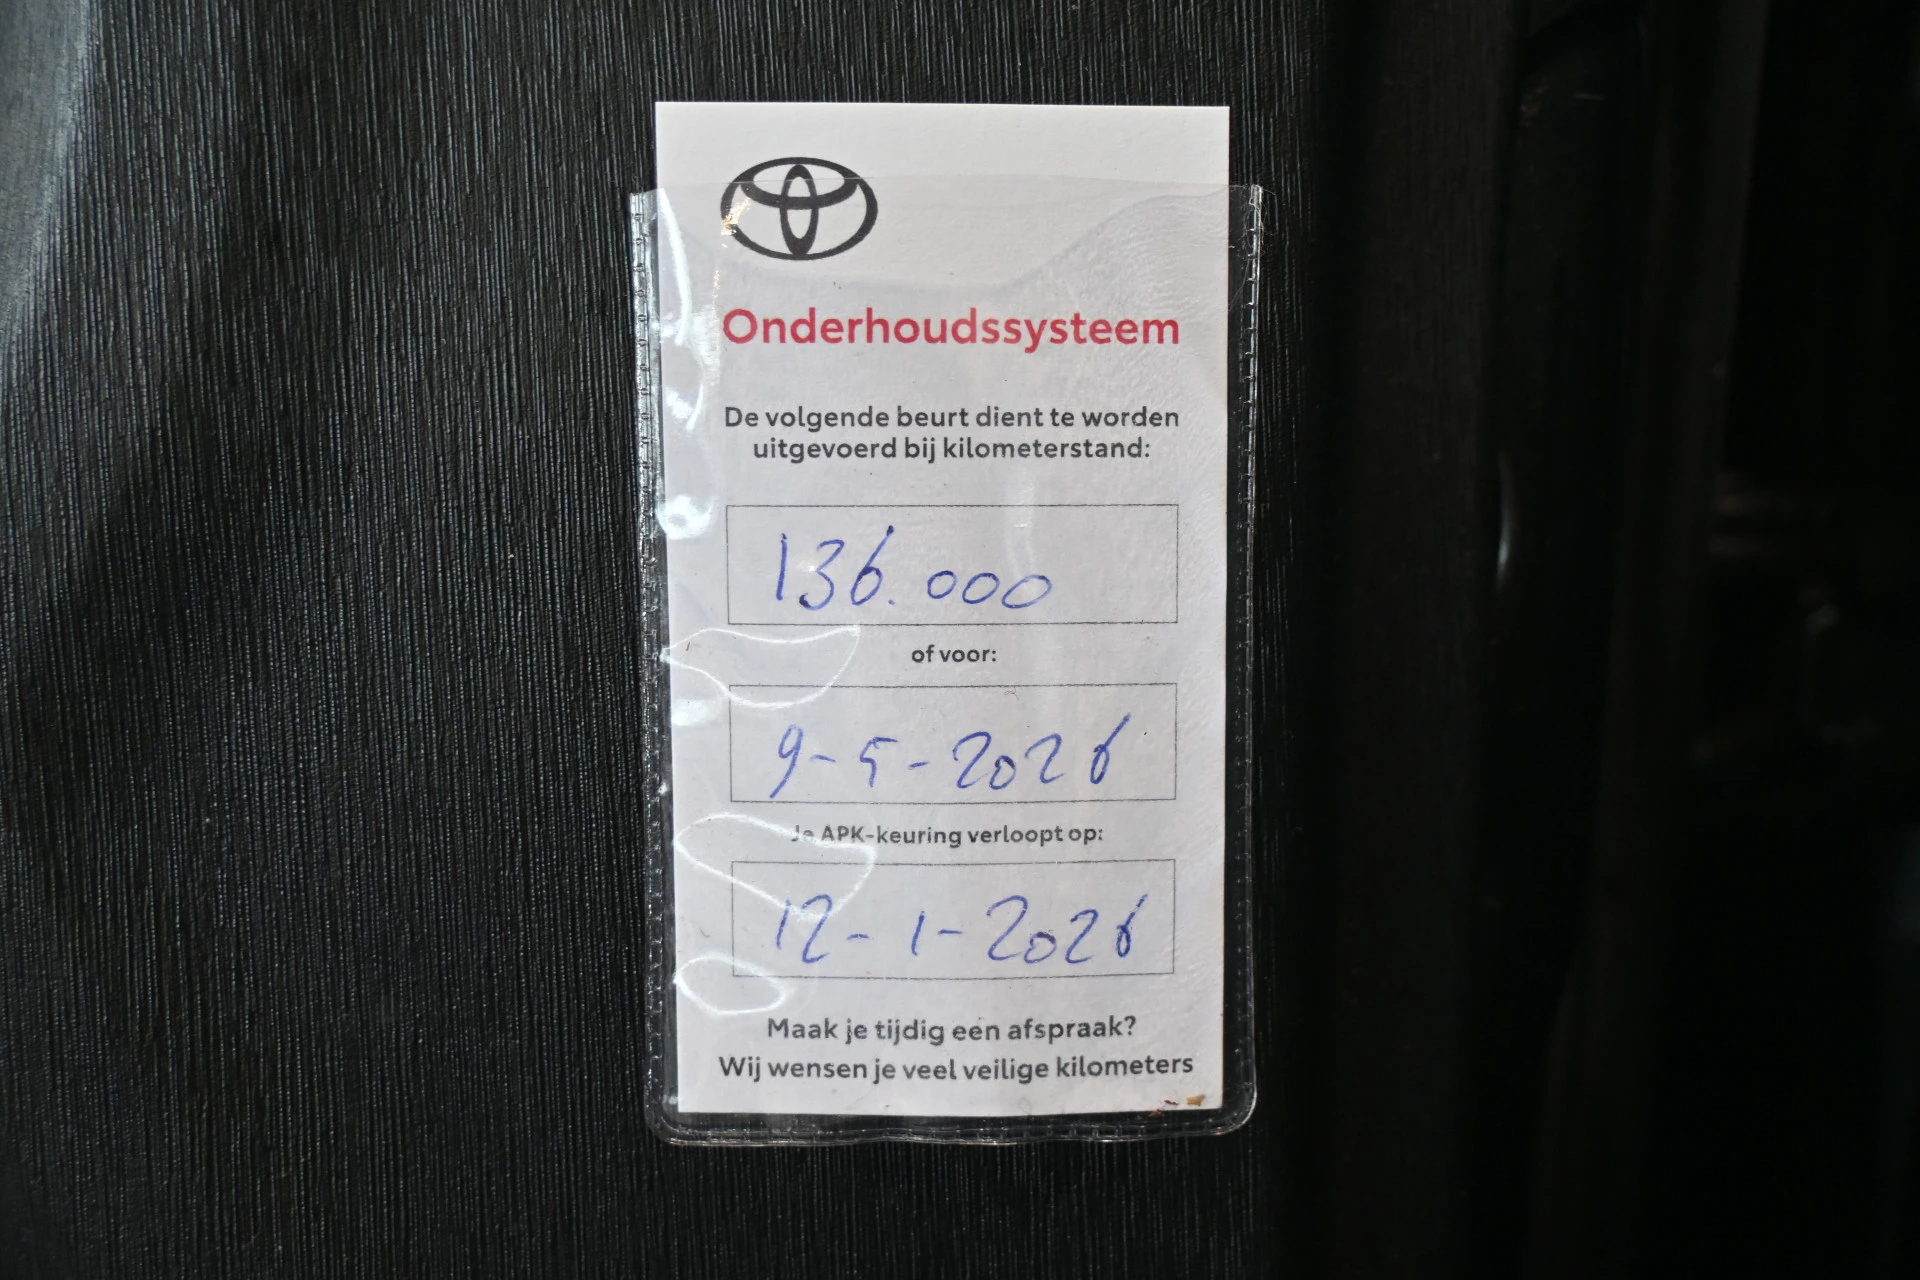 Onderhoudssysteem
De volgende beurt dient te worden
uitgevoerd bij kilometerstand:
136.000
of voor:
9-5-2026
Je APK-keuring verloopt op:
12-1-2026
Maak je tijdig een afspraak?
Wij wensen je veel veilige kilometers